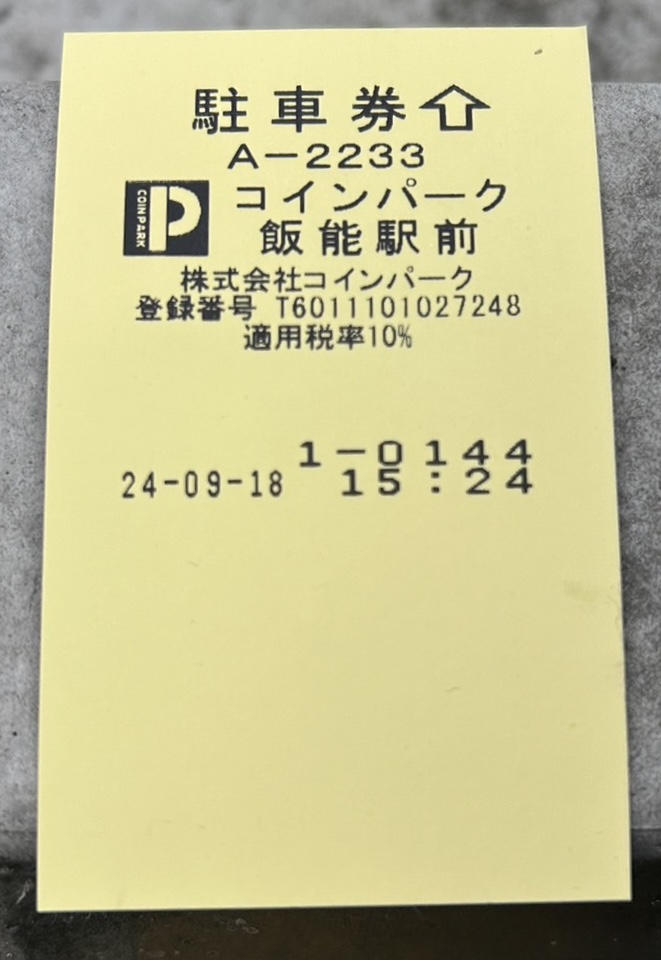 駐車券⇧
A-2233
COIN PARK
コインパーク
飯能駅前
株式会社コインパーク
登録番号 T6011101027248
適用税率10%
1-0144
24-09-18 15:24